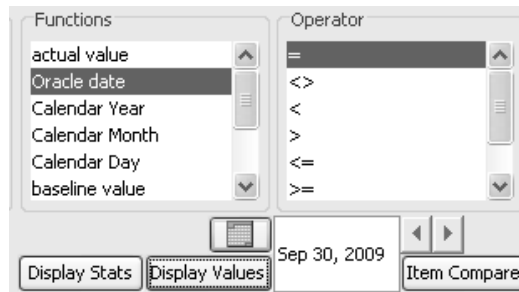 Functions
actual value
Oracle date
Calendar Year
Calendar Month
Calendar Day
baseline value
Operator
=
<>
<
>
<=
>=
Sep 30, 2009
Display Stats
Display Values
Item Compare